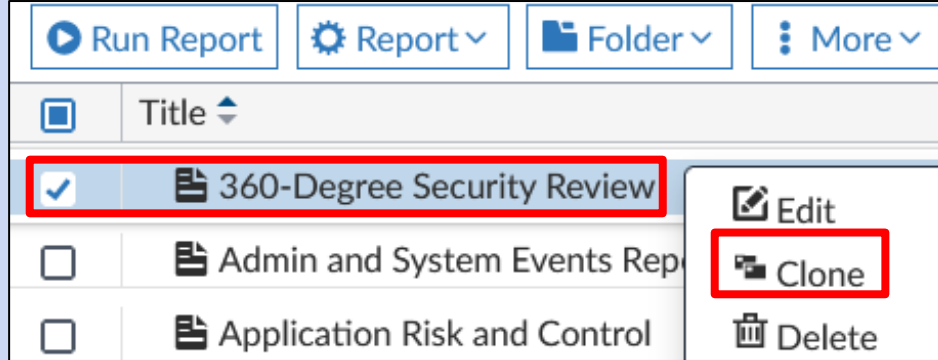 Run Report Report Folder More
Title
360-Degree Security Review
Edit
Admin and System Events Rep
Clone
Application Risk and Control
Delete